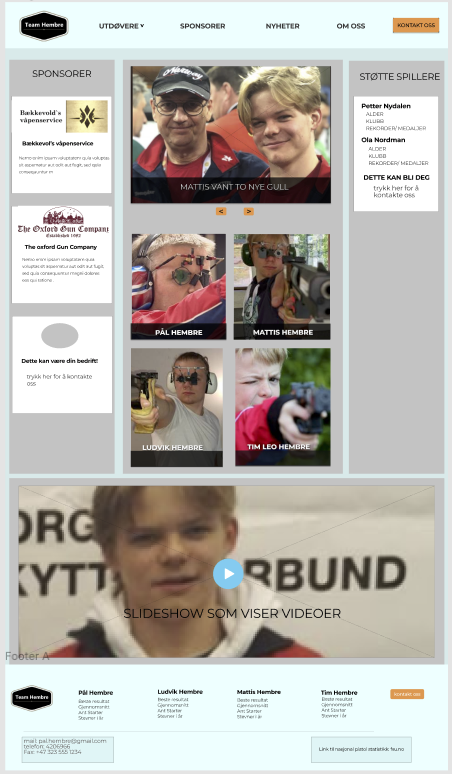 Team Hembre
UTDØVERE
SPONSORER
NYHETER
OM OSS
KONTAKT OSS
SPONSORER
Bækkevold's
våpenservice
Bækkevol's våpenservice
Nemo enim ipsam voluptatem quia voluptas
sit aspernatur aut odit aut fugit, sed quia
consequuntur m
The Oxford Gun Company
Established 1692
The oxford Gun Company
Nemo enim ipsam voluptatem quia
voluptas sit aspernatur aut odit aut fugit,
sed quia consequuntur magni dolores
eos qui ratione .
Dette kan være din bedrift!
trykk her for å kontakte
oss
MATTIS VANT TO NYE GULL
<
>
PÅL HEMBRE
MATTIS HEMBRE
LUDVIK HEMBRE
TIM LEO HEMBRE
STØTTE SPILLERE
Petter Nydalen
ALDER
KLUBB
REKORDER/ MEDALJER
Ola Nordman
ALDER
KLUBB
REKORDER/ MEDALJER
DETTE KAN BLI DEG
trykk her for å
kontakte oss
ORG
KYTT
RBUND
SLIDESHOW SOM VISER VIDEOER
Footer A
Team Hembre
Pål Hembre
Beste resultat
Gjennomsnitt
Ant Starter
Stevner i år
Ludvik Hembre
Beste resultat
Gjennomsnitt
Ant Starter
Stevner i år
Mattis Hembre
Beste resultat
Gjennomsnitt
Ant Starter
Stevner i år
Tim Hembre
Beste resultat
Gjennomsnitt
Ant Starter
Stevner i år
kontakt oss
mail: pal.hembre@gmail.com
telefon: 4206966
Fax: +47 323 555 1234
Link til nasjonal pistol statistikk: fau.no